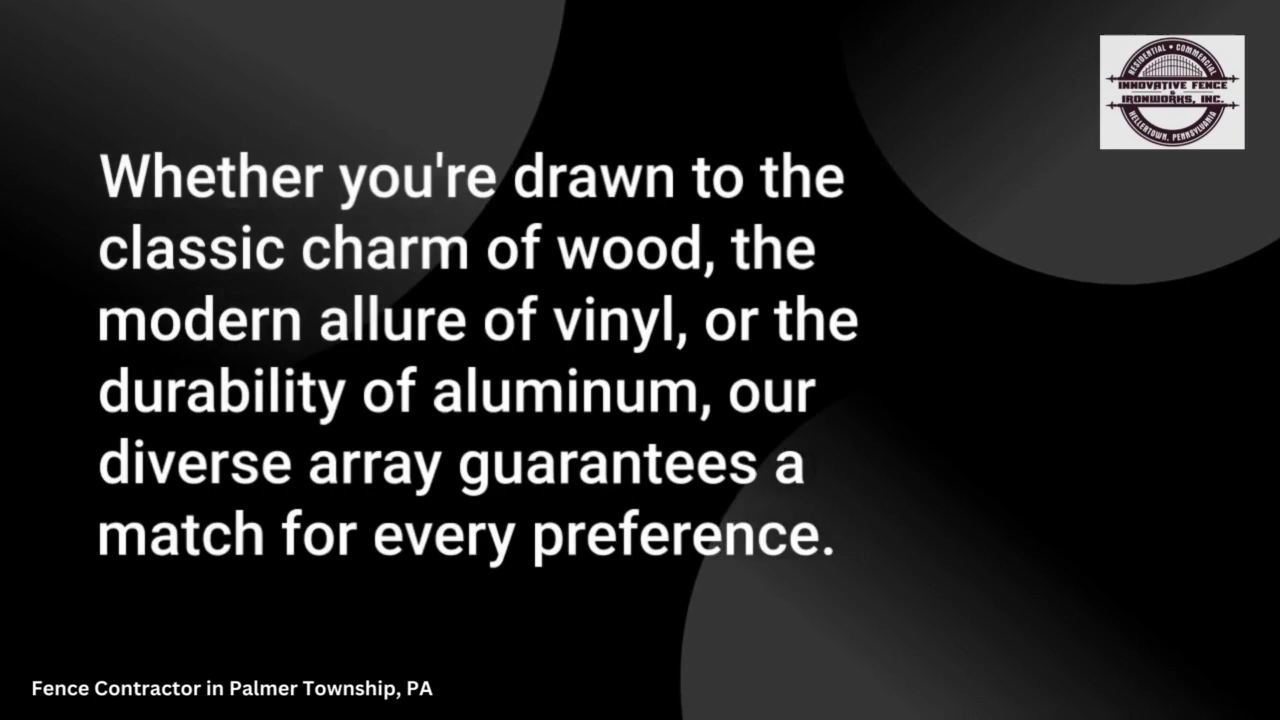 RESIDENTIAL • COMMERCIAL
INNOVATIVE FENCE
&
IRONWORKS, INC.
HELLERTOWN, PENNSYLVANIA
Whether you're drawn to the
classic charm of wood, the
modern allure of vinyl, or the
durability of aluminum, our
diverse array guarantees a
match for every preference.
Fence Contractor in Palmer Township, PA